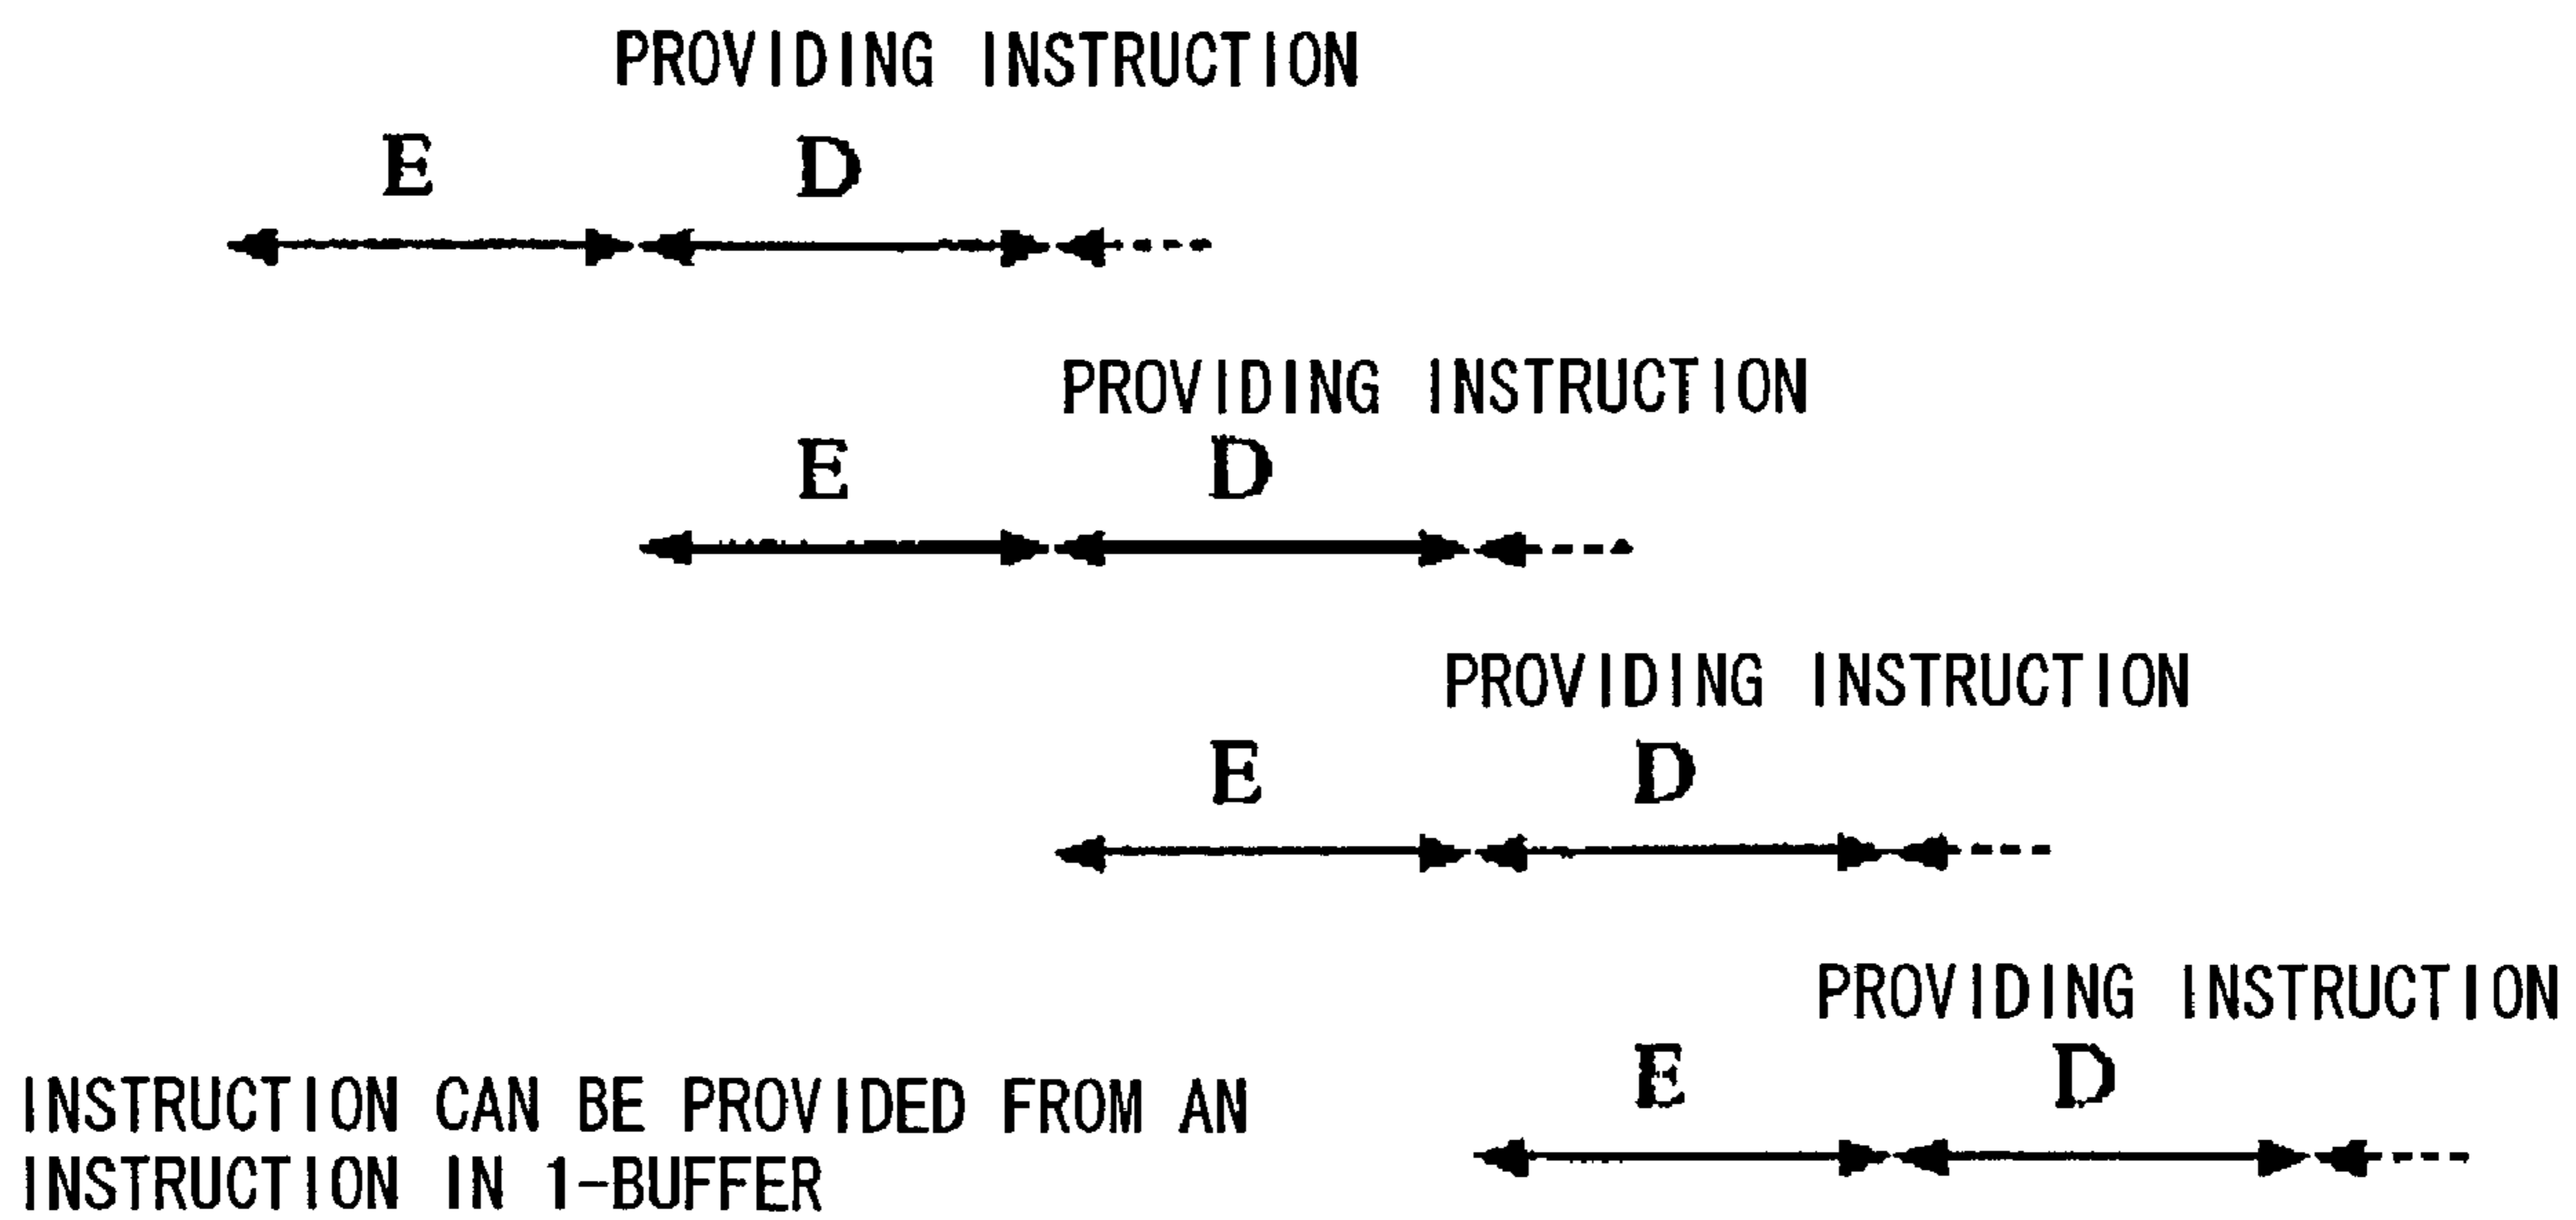 PROVIDING INSTRUCTION
E D
PROVIDING INSTRUCTION
E D
PROVIDING INSTRUCTION
E D
PROVIDING INSTRUCTION
E D
INSTRUCTION CAN BE PROVIDED FROM AN
INSTRUCTION IN 1-BUFFER